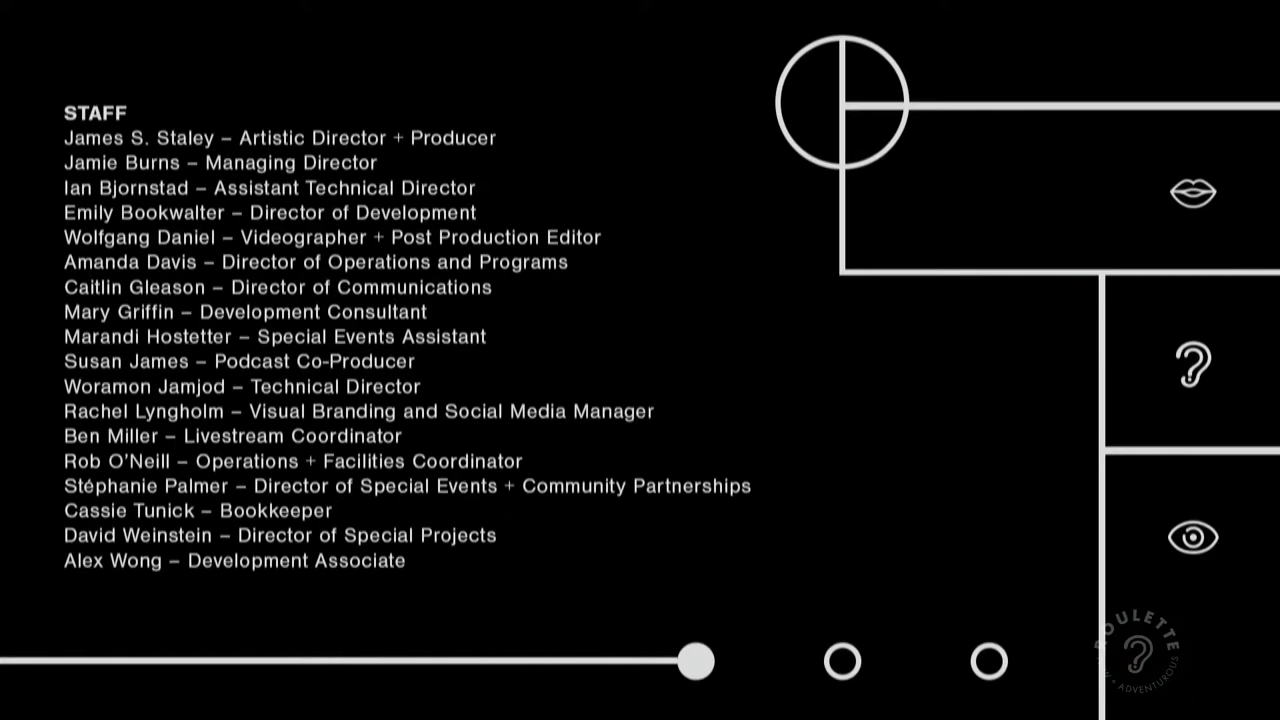 STAFF
James S. Staley – Artistic Director + Producer
Jamie Burns – Managing Director
Ian Bjornstad – Assistant Technical Director
Emily Bookwalter – Director of Development
Wolfgang Daniel – Videographer + Post Production Editor
Amanda Davis – Director of Operations and Programs
Caitlin Gleason – Director of Communications
Mary Griffin – Development Consultant
Marandi Hostetter – Special Events Assistant
Susan James – Podcast Co-Producer
Woramon Jamjod – Technical Director
Rachel Lyngholm – Visual Branding and Social Media Manager
Ben Miller – Livestream Coordinator
Rob O’Neill – Operations + Facilities Coordinator
Stéphanie Palmer – Director of Special Events + Community Partnerships
Cassie Tunick – Bookkeeper
David Weinstein – Director of Special Projects
Alex Wong – Development Associate
ROULETTE
ADVENTUROUS